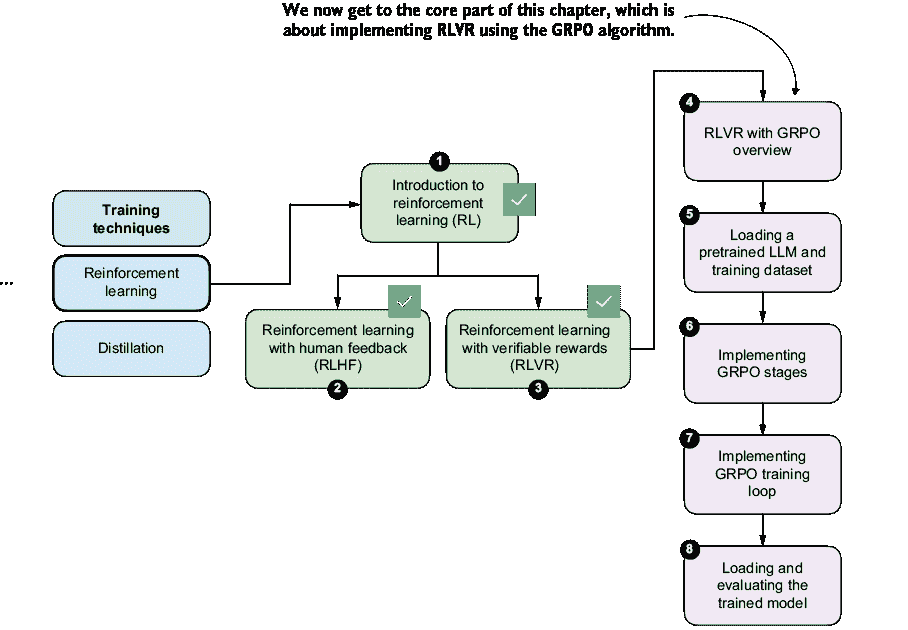 We now get to the core part of this chapter, which is
about implementing RLVR using the GRPO algorithm.
Training
techniques
Reinforcement
learning
Distillation
...
1
Introduction to
reinforcement
learning (RL)
Reinforcement learning
with human feedback
(RLHF)
2
Reinforcement learning
with verifiable rewards
(RLVR)
3
4
RLVR with GRPO
overview
5
Loading a
pretrained LLM and
training dataset
6
Implementing
GRPO stages
7
Implementing
GRPO training
loop
8
Loading and
evaluating the
trained model